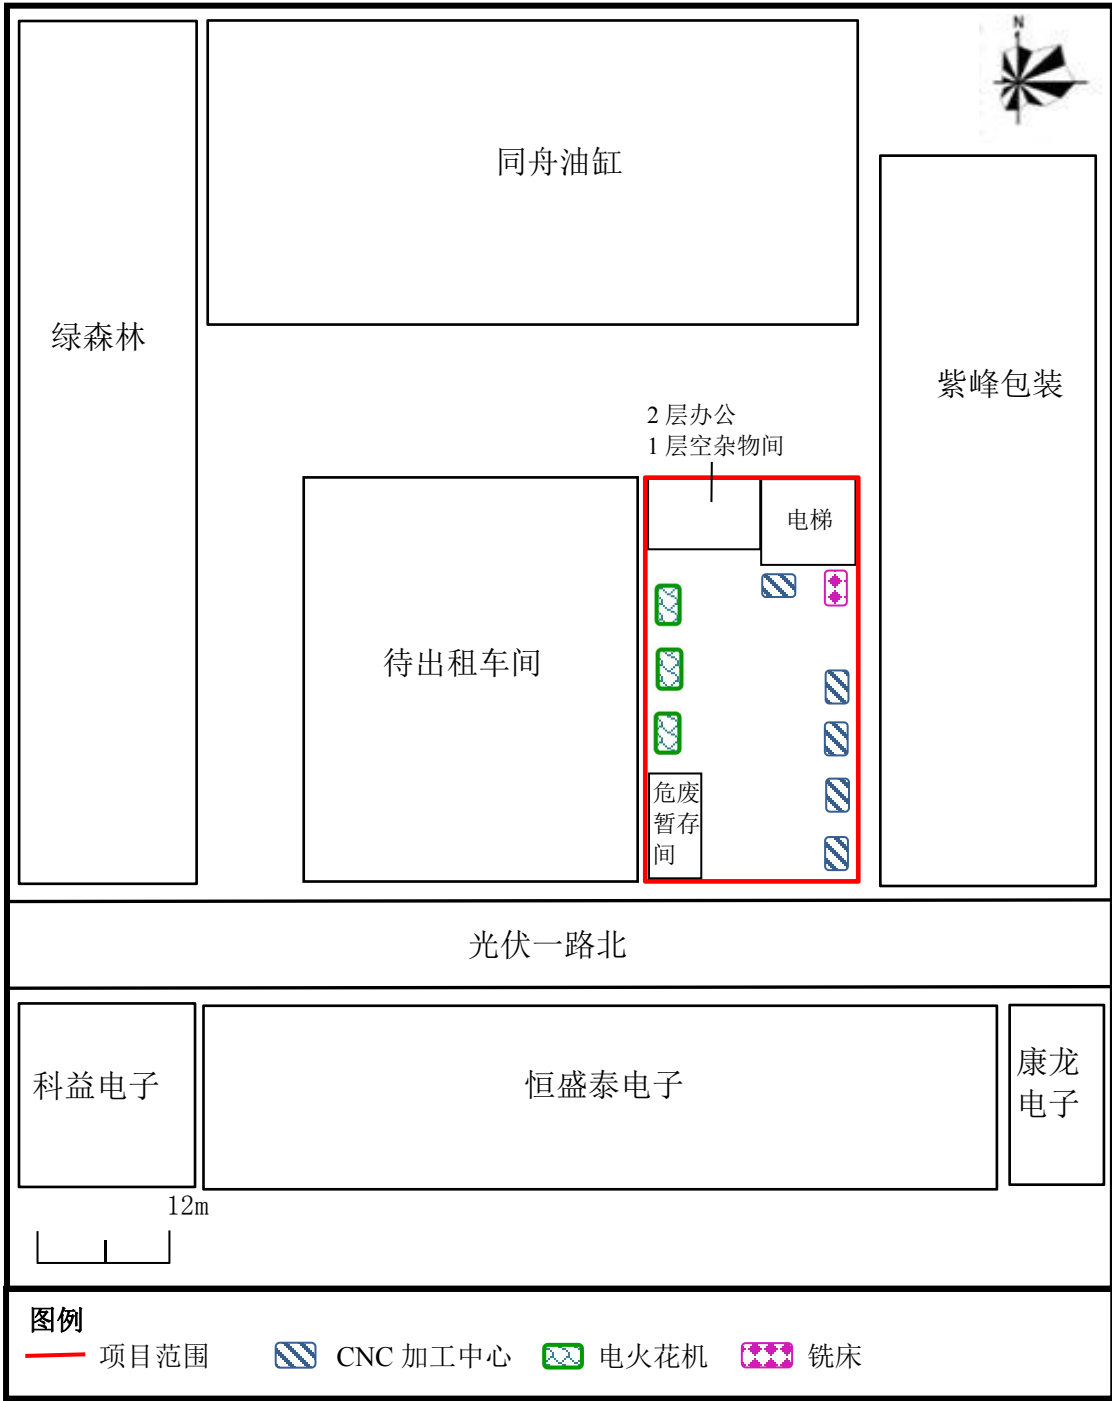 N
同舟油缸
绿森林
紫峰包装
2 层办公
1 层空杂物间
电梯
待出租车间
危废
暂存
间
光伏一路北
科益电子
恒盛泰电子
康龙
电子
12m
图例
项目范围
CNC 加工中心
电火花机
铣床